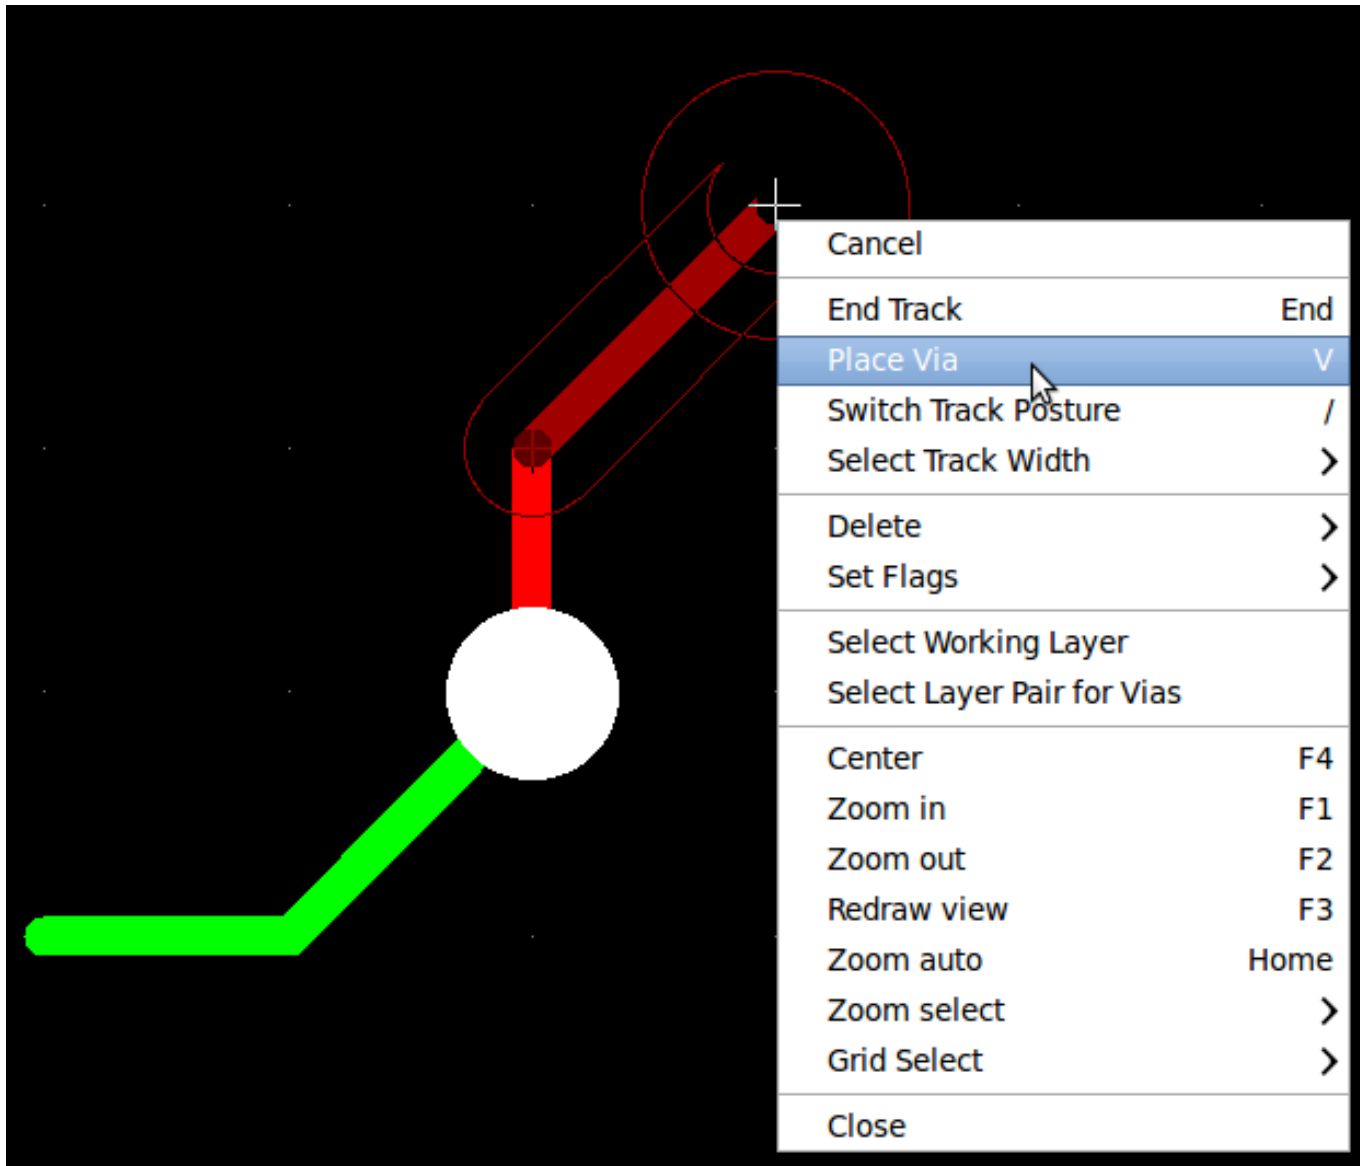 Cancel
End Track End
Place Via V
Switch Track Posture /
Select Track Width
Delete
Set Flags
Select Working Layer
Select Layer Pair for Vias
Center F4
Zoom in F1
Zoom out F2
Redraw view F3
Zoom auto Home
Zoom select
Grid Select
Close